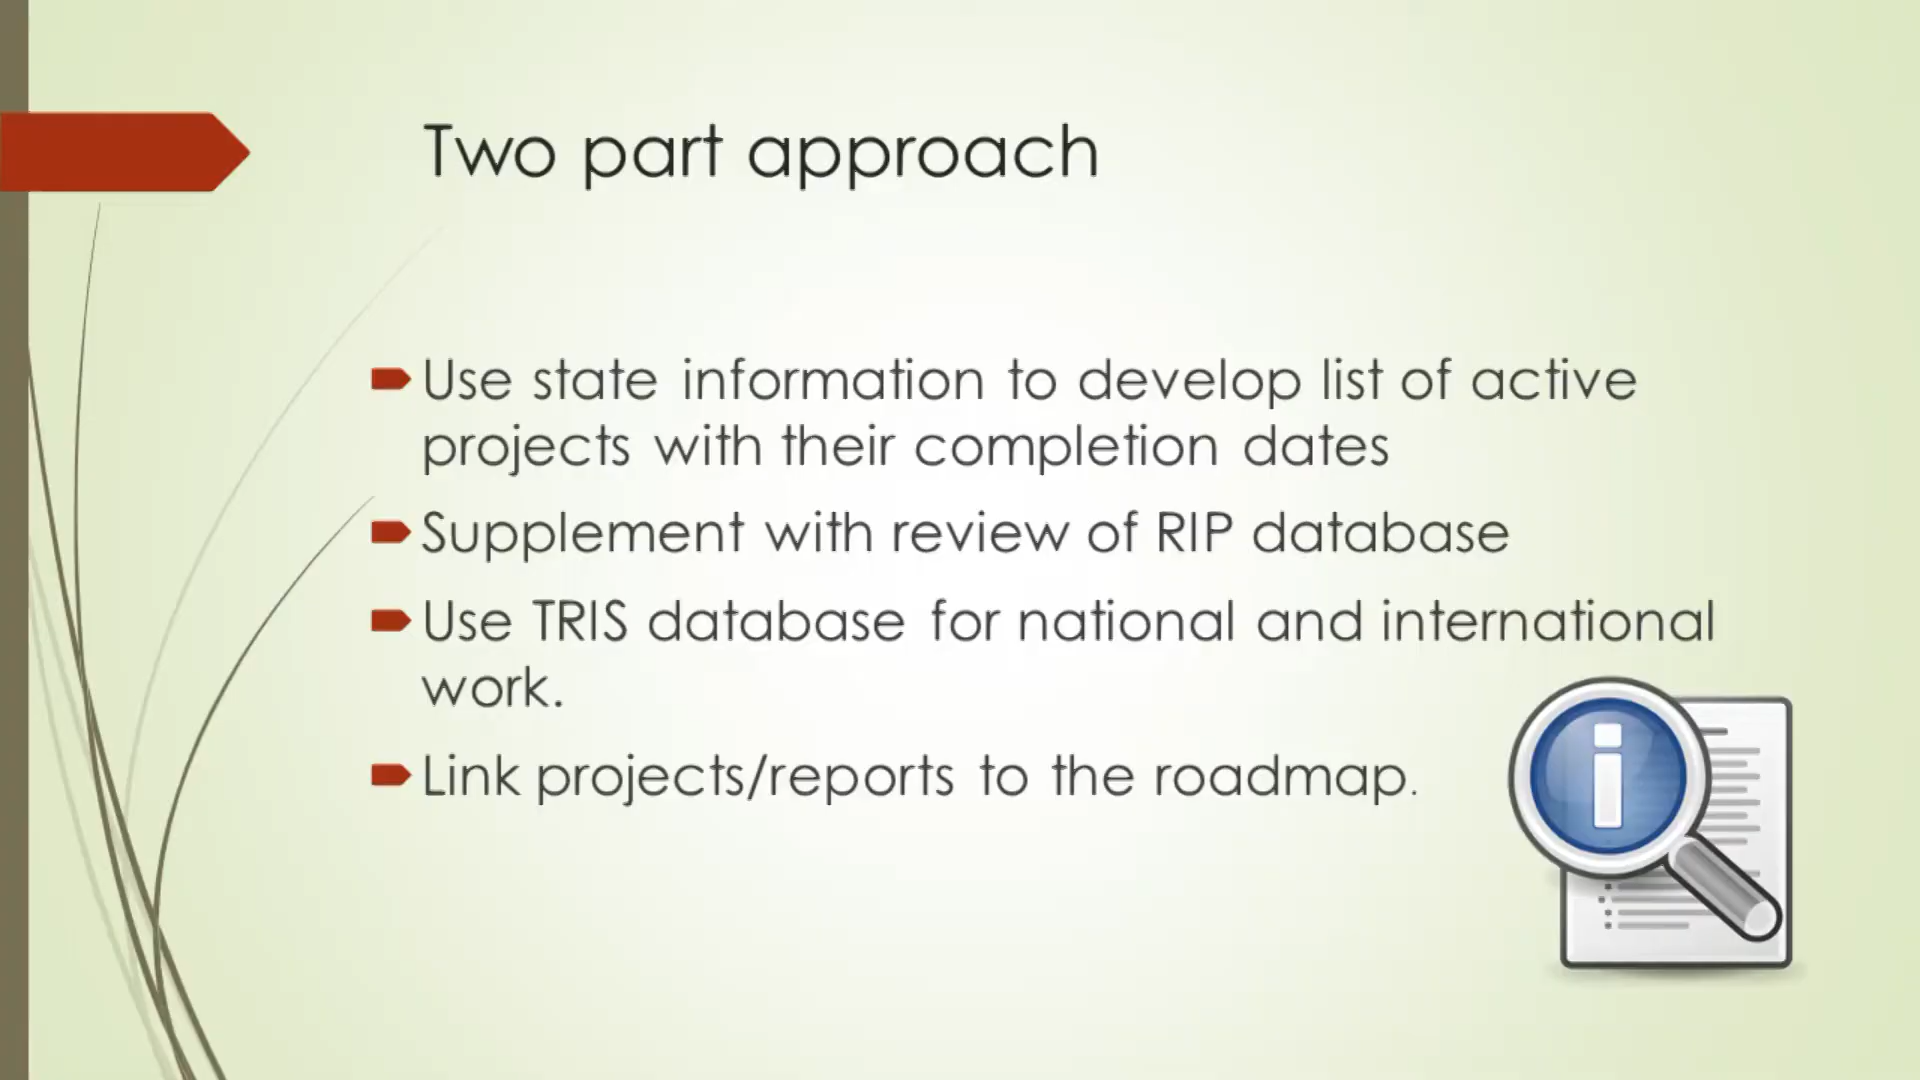 Two part approach
Use state information to develop list of active
projects with their completion dates
Supplement with review of RIP database
Use TRIS database for national and international
work.
Link projects/reports to the roadmap.